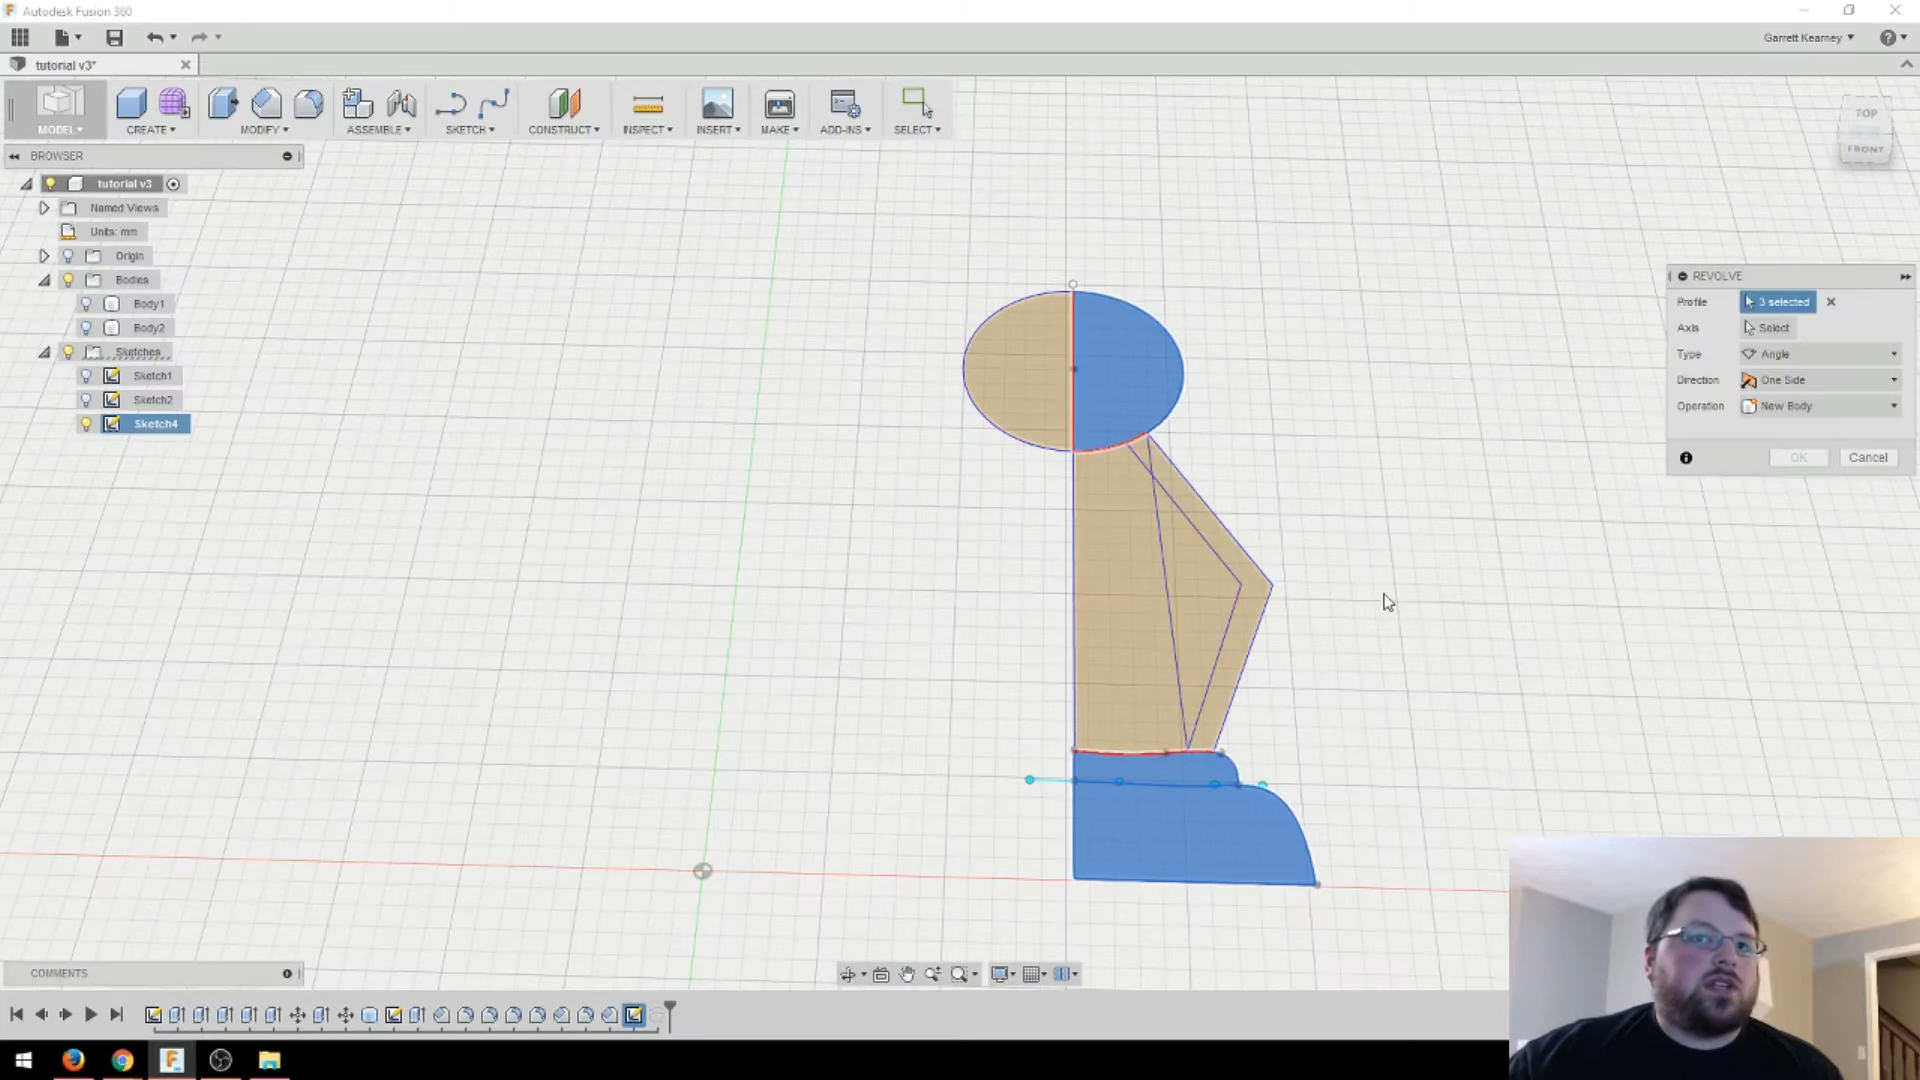 Autodesk Fusion 360
Garrett Kearney
tutorial v3*
MODEL
CREATE
MODIFY
ASSEMBLE
SKETCH
CONSTRUCT
INSPECT
INSERT
MAKE
ADD-INS
SELECT
TOP
FRONT
BROWSER
tutorial v3
Named Views
Units: mm
Origin
Bodies
Body1
Body2
Sketches
Sketch1
Sketch2
Sketch4
REVOLVE
Profile 3 selected
Axis Select
Type Angle
Direction One Side
Operation New Body
OK Cancel
COMMENTS